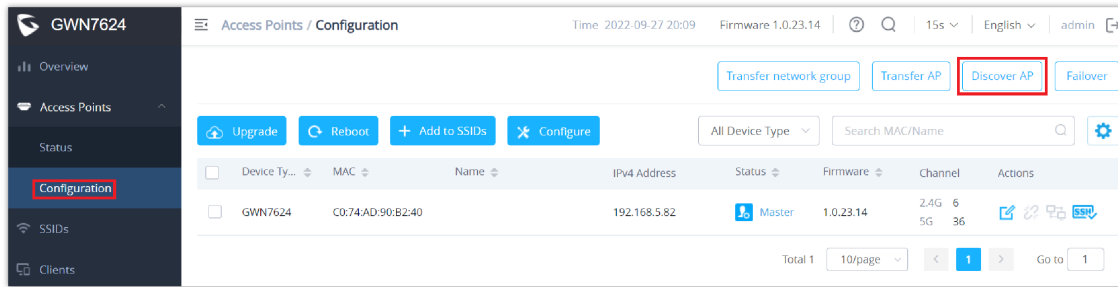 GWN7624
Access Points / Configuration
Time 2022-09-27 20:09
Firmware 1.0.23.14
15s
English
admin
Overview
Access Points
Status
Configuration
SSIDs
Clients
Transfer network group
Transfer AP
Discover AP
Failover
Upgrade
Reboot
+ Add to SSIDs
Configure
All Device Type
Search MAC/Name
Device Ty... MAC Name IPv4 Address Status Firmware Channel Actions
GWN7624 C0:74:AD:90:B2:40 192.168.5.82 Master 1.0.23.14 2.4G 6
5G 36
SSH
Total 1 10/page < 1 > Go to 1